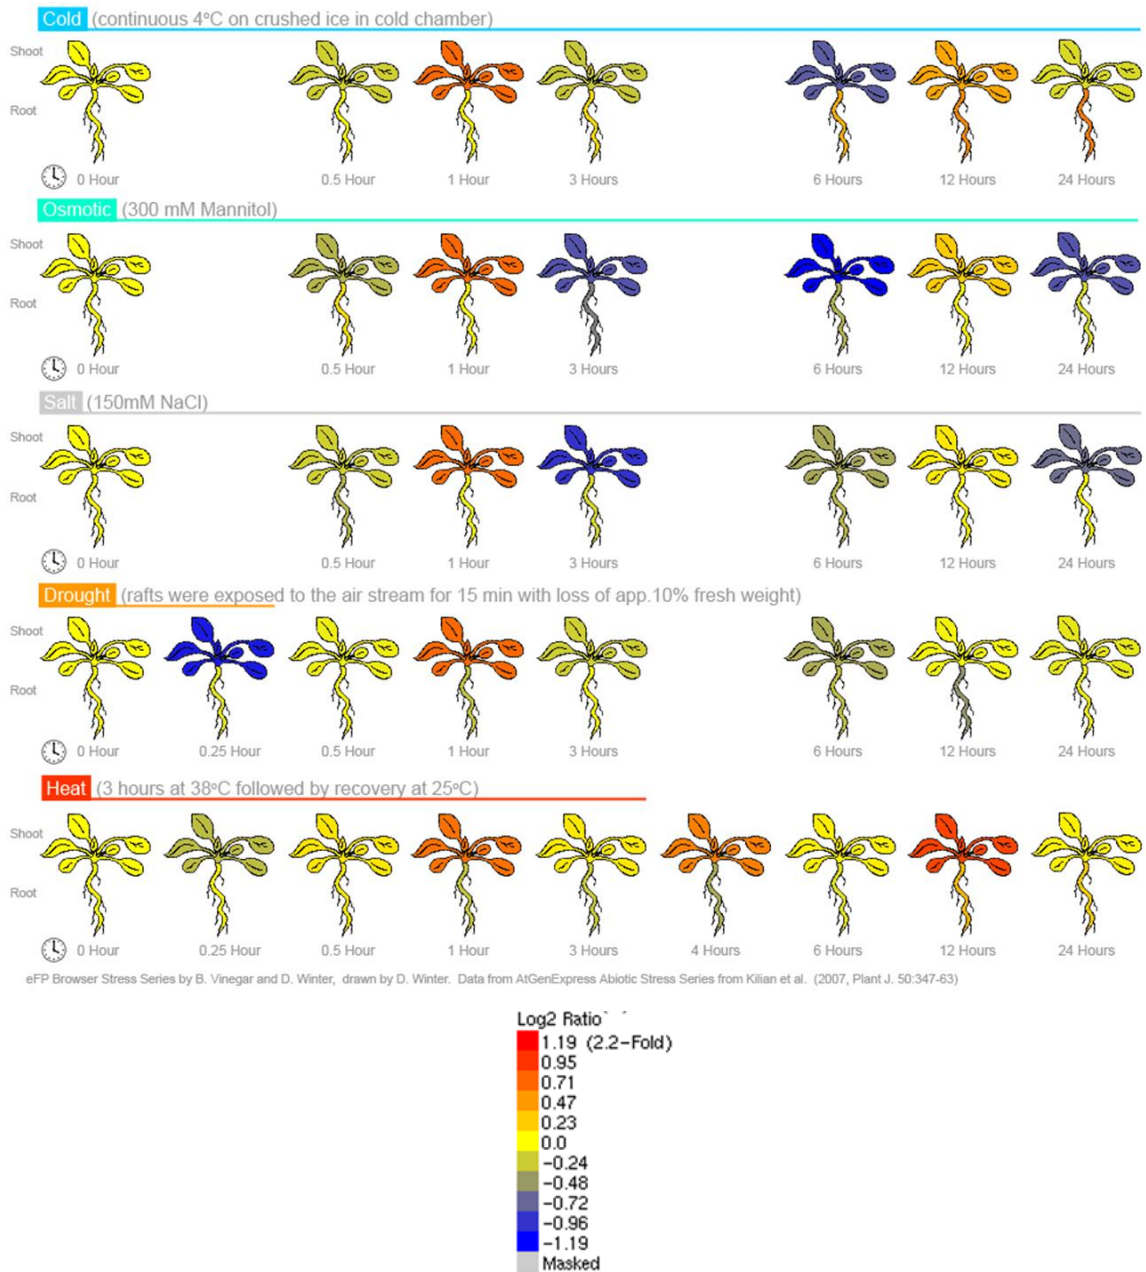 Cold (continuous 4ºC on crushed ice in cold chamber)
Shoot
Root
0 Hour 0.5 Hour 1 Hour 3 Hours 6 Hours 12 Hours 24 Hours
Osmotic (300 mM Mannitol)
Shoot
Root
0 Hour 0.5 Hour 1 Hour 3 Hours 6 Hours 12 Hours 24 Hours
Salt (150mM NaCl)
Shoot
Root
0 Hour 0.5 Hour 1 Hour 3 Hours 6 Hours 12 Hours 24 Hours
Drought (rafts were exposed to the air stream for 15 min with loss of app.10% fresh weight)
Shoot
Root
0 Hour 0.25 Hour 0.5 Hour 1 Hour 3 Hours 6 Hours 12 Hours 24 Hours
Heat (3 hours at 38ºC followed by recovery at 25ºC)
Shoot
Root
0 Hour 0.25 Hour 0.5 Hour 1 Hour 3 Hours 4 Hours 6 Hours 12 Hours 24 Hours
eFP Browser Stress Series by B. Vinegar and D. Winter, drawn by D. Winter. Data from AtGenExpress Abiotic Stress Series from Kilian et al. (2007, Plant J. 50:347-63)
Log2 Ratio
1.19 (2.2-Fold)
0.95
0.71
0.47
0.23
0.0
-0.24
-0.48
-0.72
-0.96
-1.19
Masked